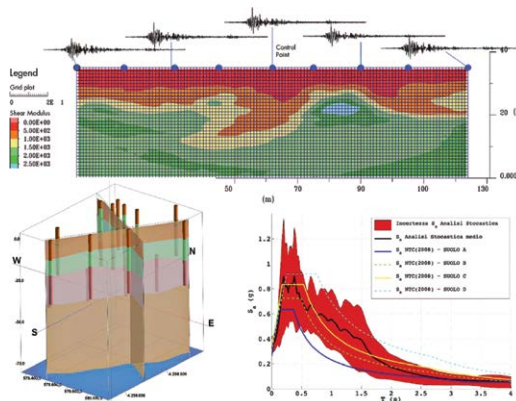 Control
Point
Legend
Grid plot
0 2E 1
Shear Modulus
0.00E+00
5.00E+02
1.00E+03
1.50E+03
2.00E+03
2.50E+03
40
20
0.000
50
70
90
110
130
(m)
W
N
S
E
0.0
Incertezza Sa Analisi Stocastica
Sa Analisi Stocastica medio
Sa NTC(2008) - SUOLO A
Sa NTC(2008) - SUOLO B
Sa NTC(2008) - SUOLO C
Sa NTC(2008) - SUOLO D
Sa (g)
1.2
1
0.8
0.6
0.4
0.2
0
0 0.5 1 1.5 2 2.5 3 3.5 4
T (s)